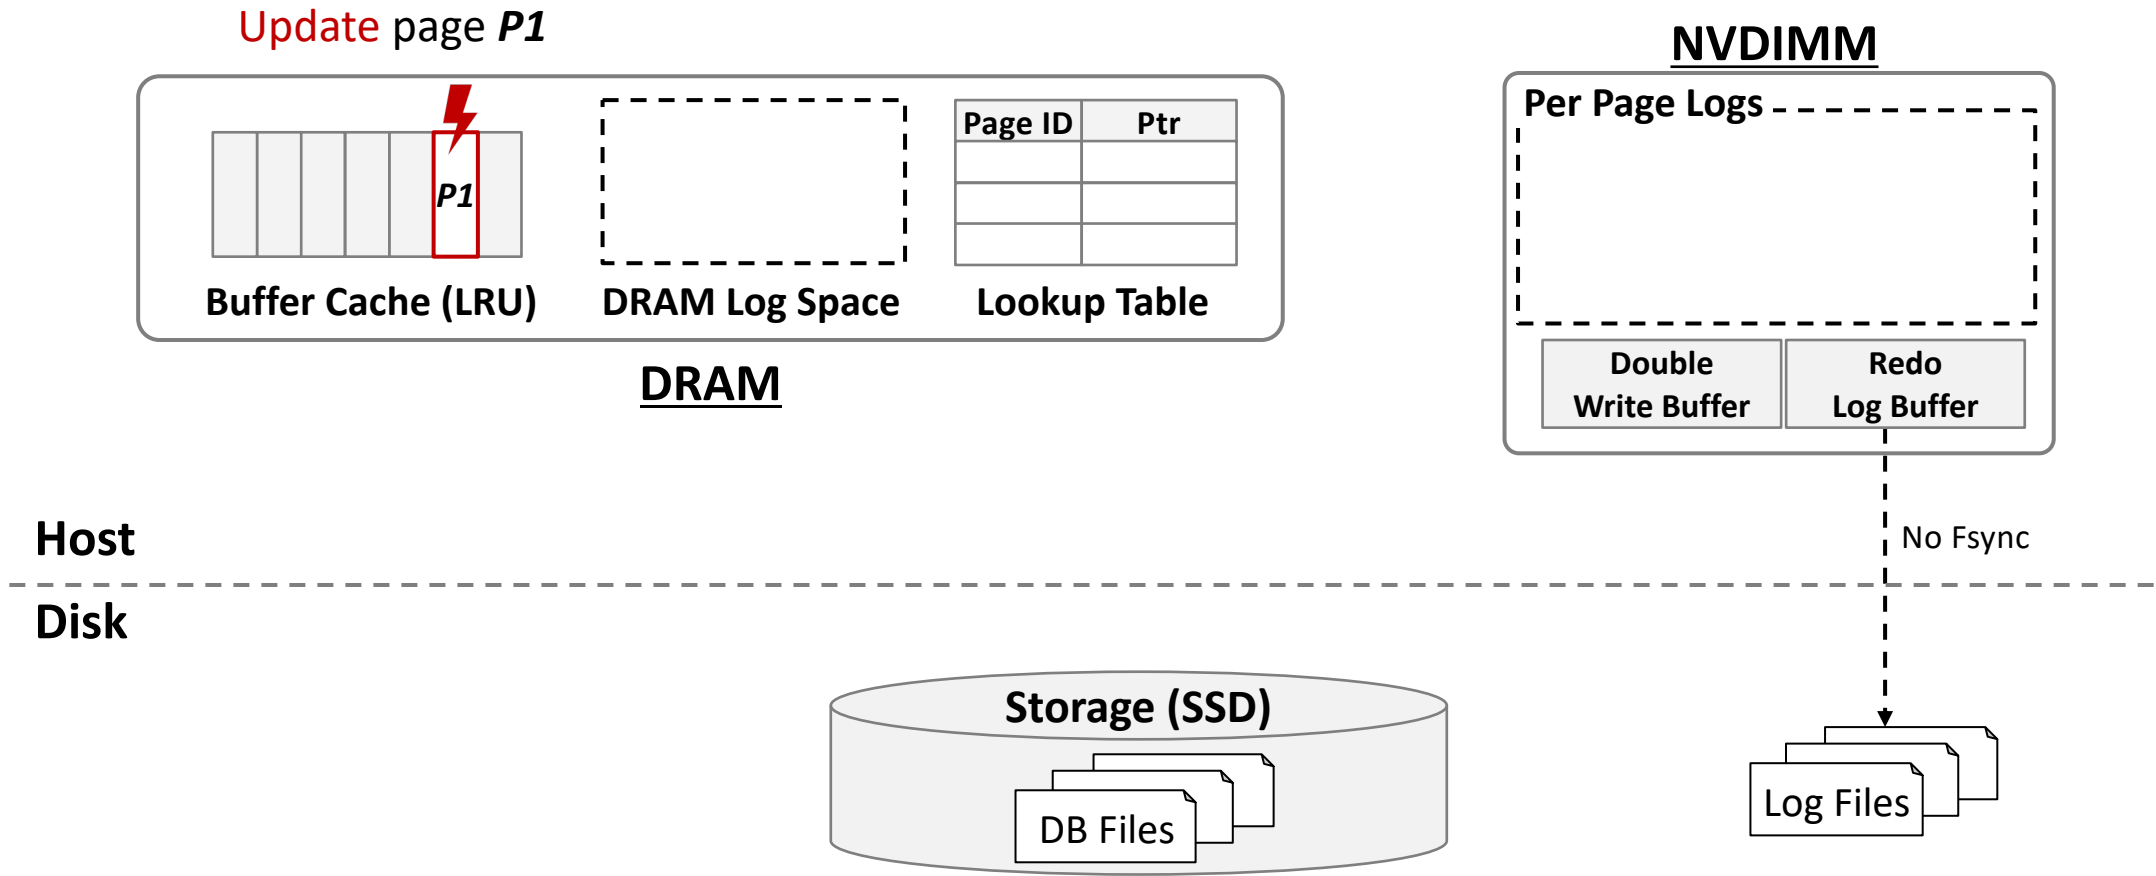 Update page P1
NVDIMM
Per Page Logs
Page ID Ptr
P1
Buffer Cache (LRU)
DRAM Log Space
Lookup Table
DRAM
Double
Write Buffer
Redo
Log Buffer
Host
No Fsync
Disk
Storage (SSD)
DB Files
Log Files